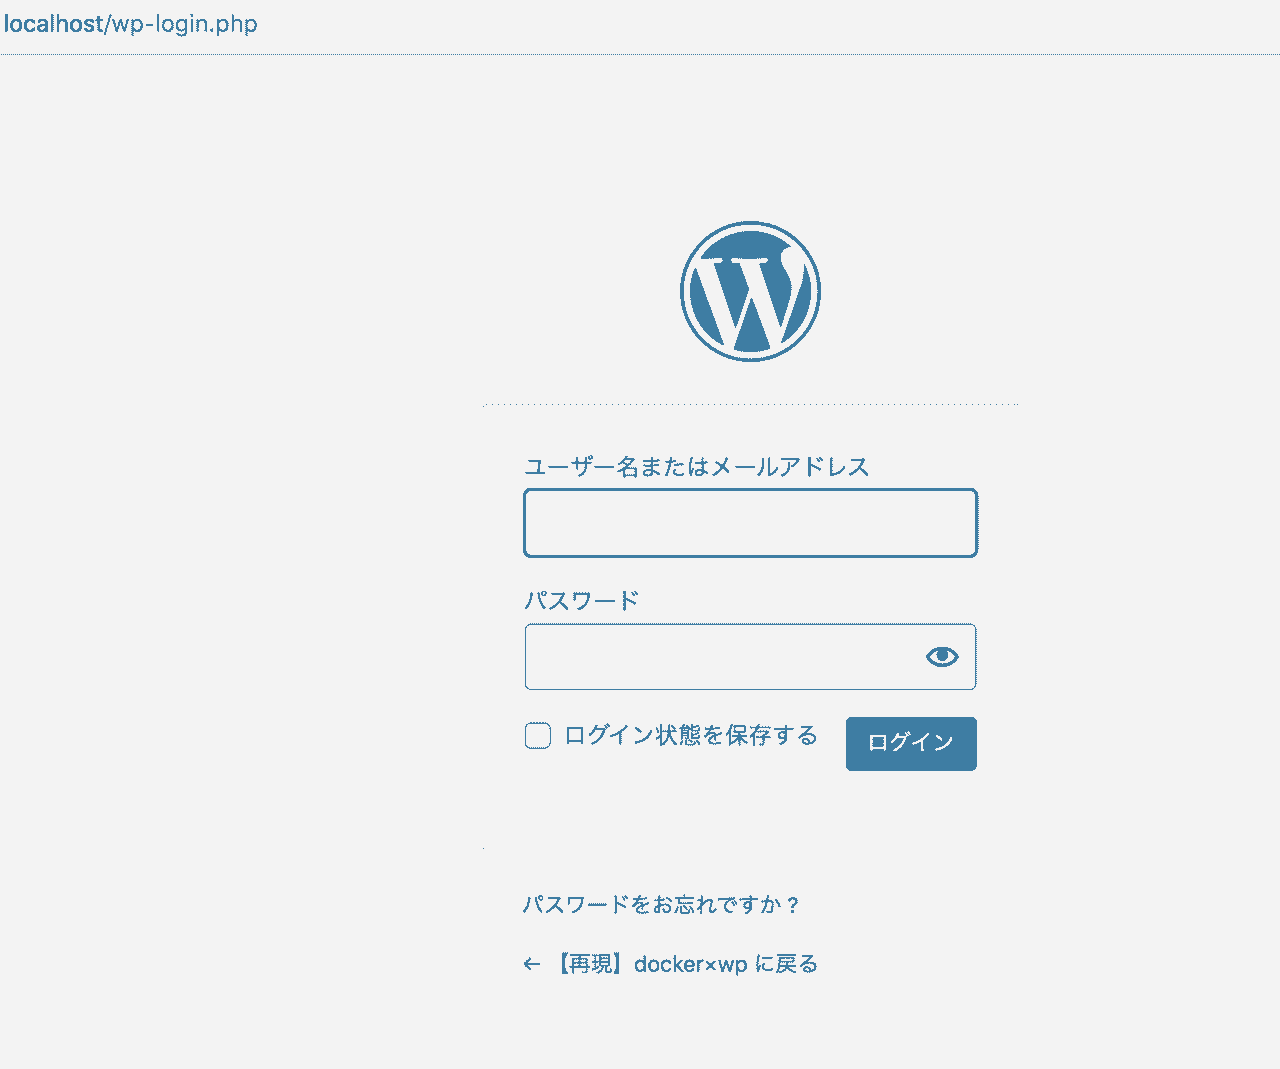 localhost/wp-login.php
ユーザー名またはメールアドレス
パスワード
ログイン状態を保存する
ログイン
パスワードをお忘れですか ?
← 【再現】docker×wp に戻る